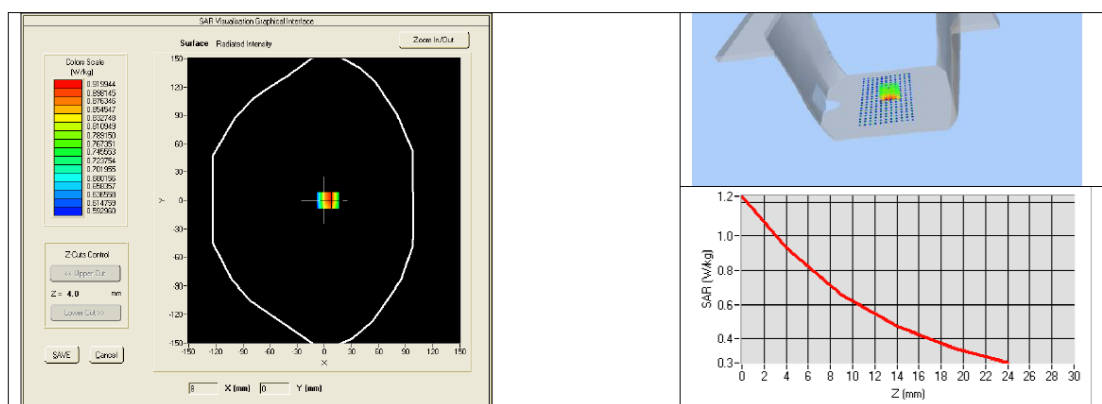 SAR Visualisation Graphical Interface
Surface Radiated Intensity
Zoom In/Out
Colors Scale
(W/kg)
0.919944
0.898145
0.876346
0.854547
0.832748
0.810949
0.789150
0.767351
0.745553
0.723754
0.701955
0.680156
0.658357
0.636558
0.614759
0.592960
Z-Cuts Control
<< Upper Cut
Z = 4.0 mm
Lower Cut >>
SAVE Cancel
150
120
90
60
30
0
-30
-60
-90
-120
-150
Y
-150 -120 -90 -60 -30 0 30 60 90 120 150
X
8 X (mm) 0 Y (mm)
1.2
1.0
0.8
0.6
0.4
0.3
SAR (W/kg)
0 2 4 6 8 10 12 14 16 18 20 22 24 26 28 30
Z (mm)